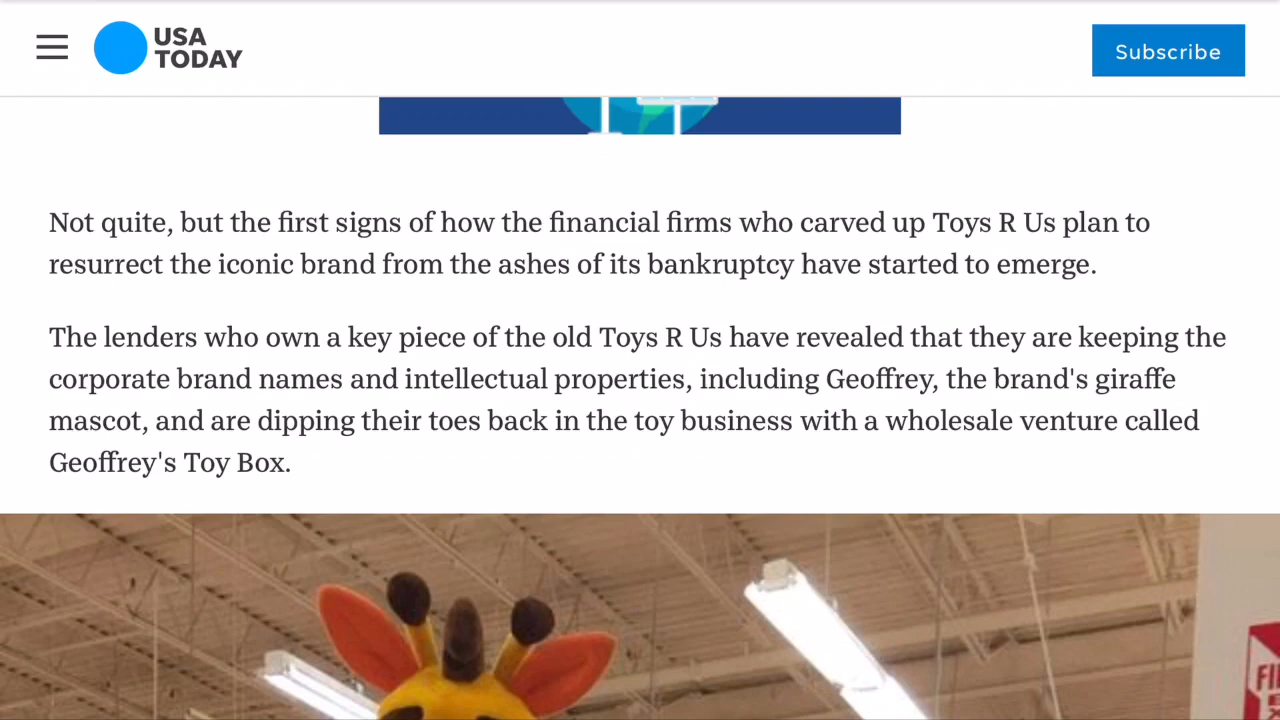 USA
TODAY
Subscribe
Not quite, but the first signs of how the financial firms who carved up Toys R Us plan to
resurrect the iconic brand from the ashes of its bankruptcy have started to emerge.
The lenders who own a key piece of the old Toys R Us have revealed that they are keeping the
corporate brand names and intellectual properties, including Geoffrey, the brand's giraffe
mascot, and are dipping their toes back in the toy business with a wholesale venture called
Geoffrey's Toy Box.